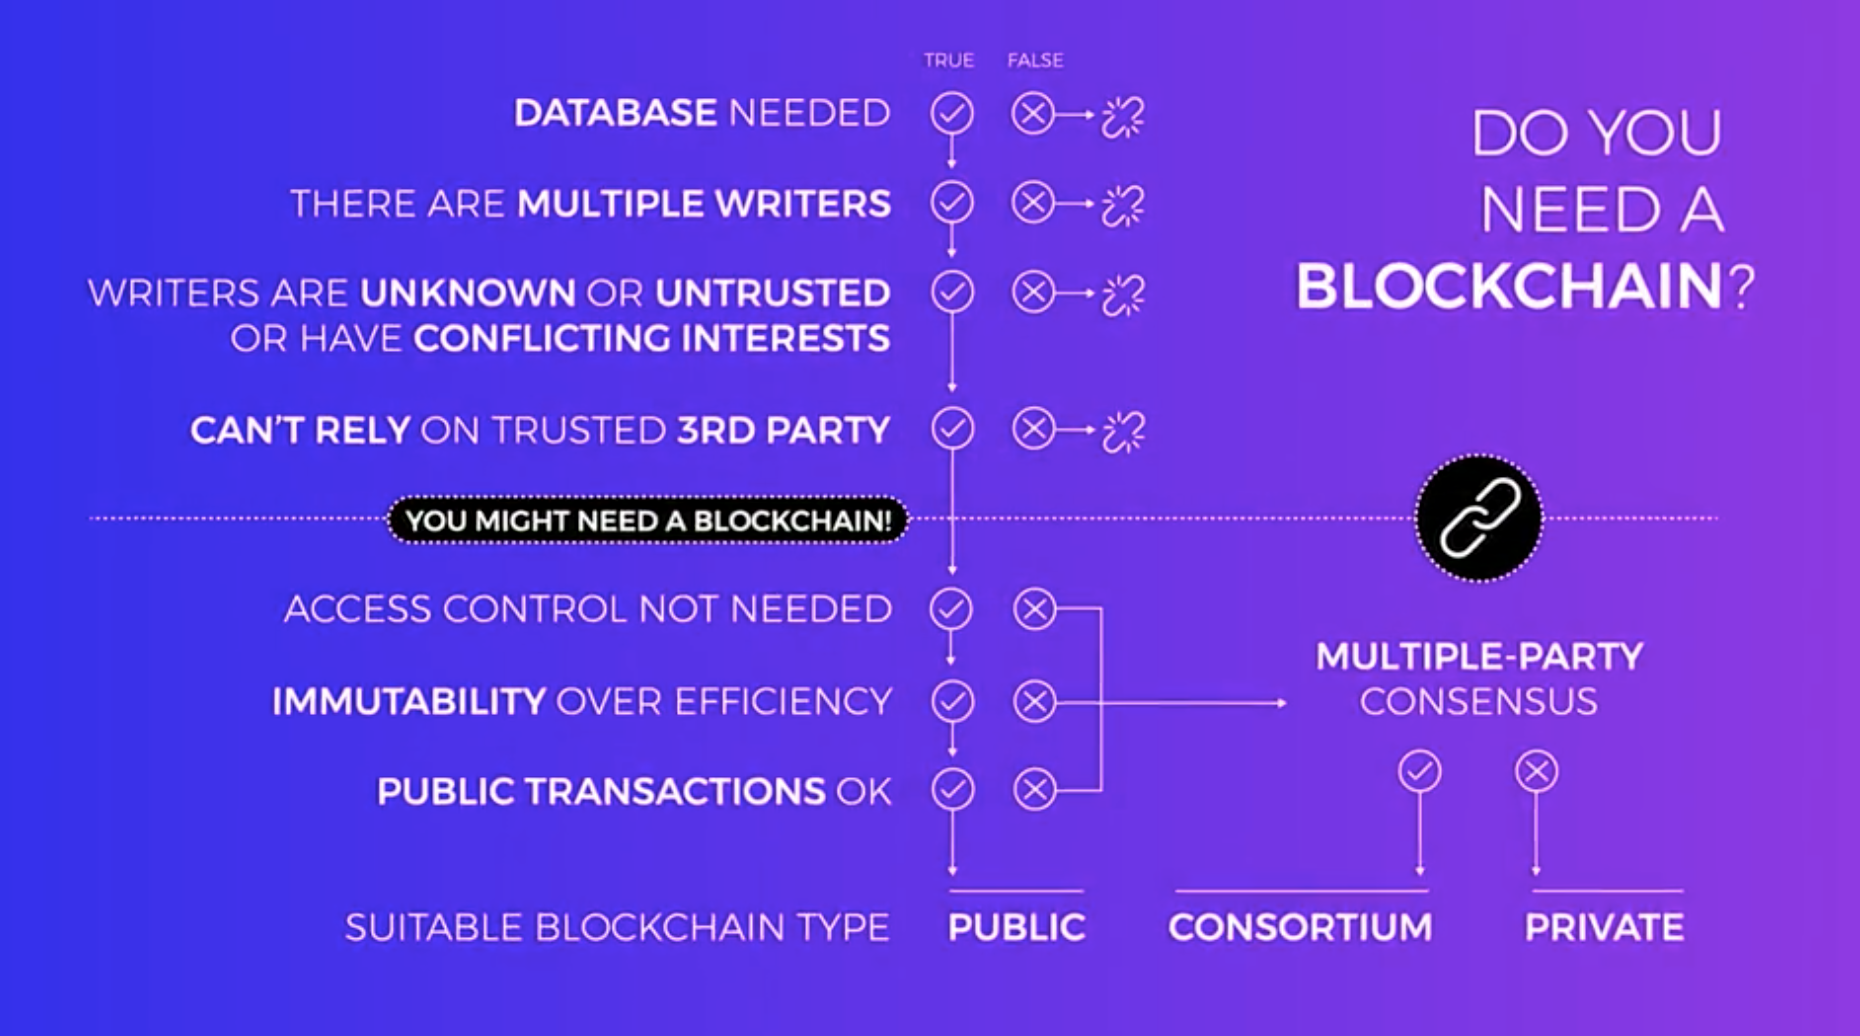 TRUE FALSE
DATABASE NEEDED
THERE ARE MULTIPLE WRITERS
WRITERS ARE UNKNOWN OR UNTRUSTED
OR HAVE CONFLICTING INTERESTS
CAN'T RELY ON TRUSTED 3RD PARTY
DO YOU
NEED A
BLOCKCHAIN?
YOU MIGHT NEED A BLOCKCHAIN!
ACCESS CONTROL NOT NEEDED
IMMUTABILITY OVER EFFICIENCY
PUBLIC TRANSACTIONS OK
MULTIPLE-PARTY
CONSENSUS
SUITABLE BLOCKCHAIN TYPE PUBLIC CONSORTIUM PRIVATE